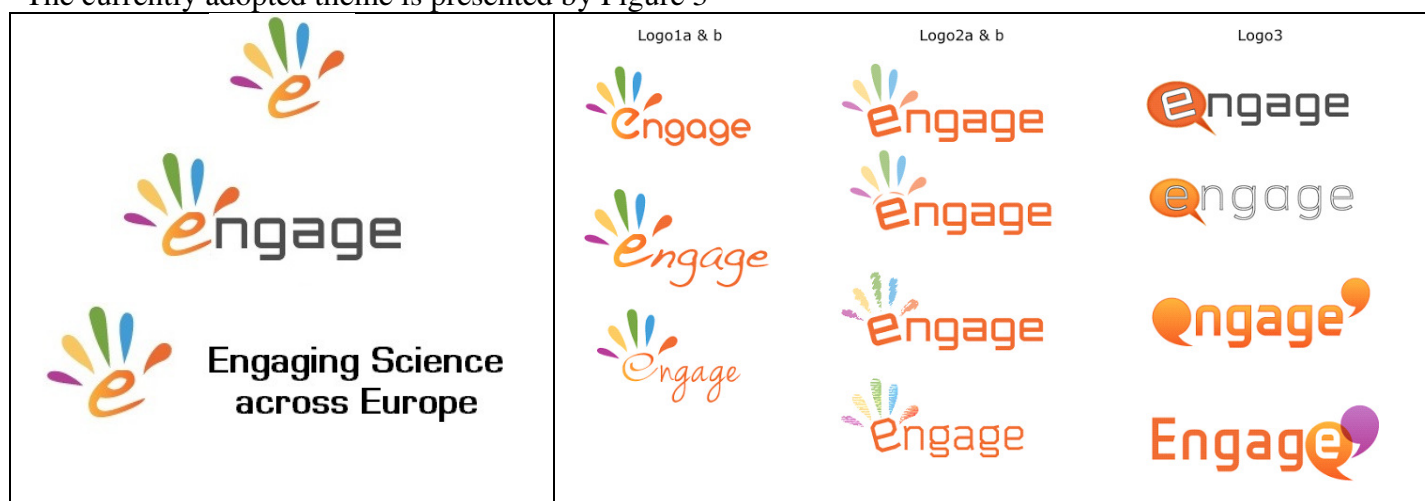 The currently adopted theme is presented by Figure 3
e
engage
e
Engaging Science
across Europe
Logo1a & b
engage
engage
engage
Logo2a & b
engage
engage
engage
engage
Logo3
engage
engage
ngage
Engage